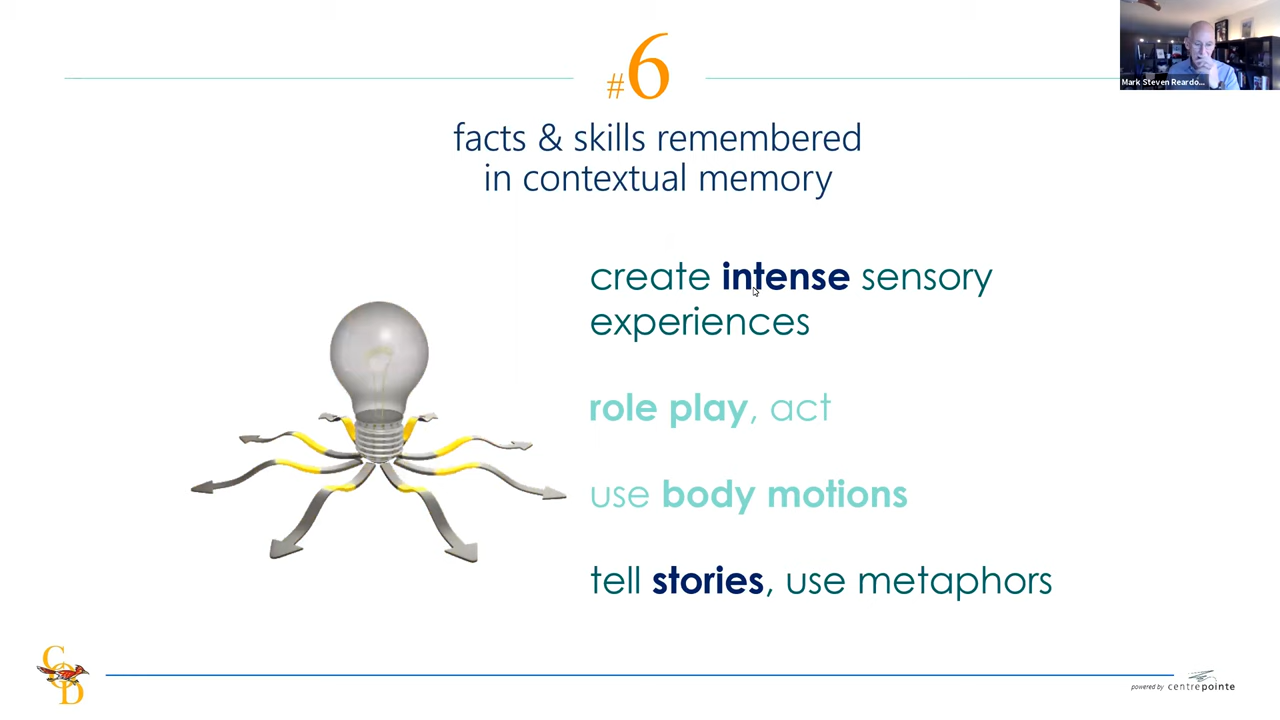 #6
Mark Steven Reardo...
facts & skills remembered
in contextual memory
create intense sensory
experiences
role play, act
use body motions
tell stories, use metaphors
COD
powered by centrepointe